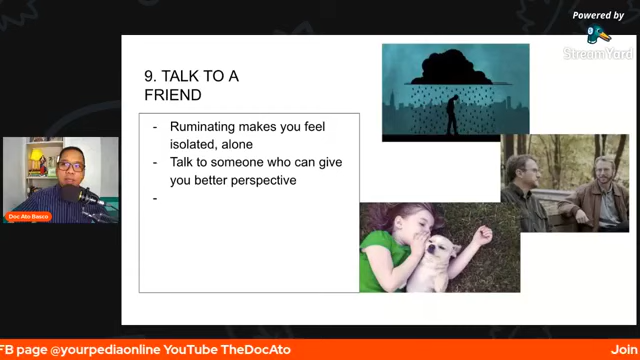 Powered by
StreamYard
9. TALK TO A
FRIEND
- Ruminating makes you feel
isolated, alone
- Talk to someone who can give
you better perspective
-
Doc Ato Basco
FB page @yourpediaonline YouTube TheDocAto
Join